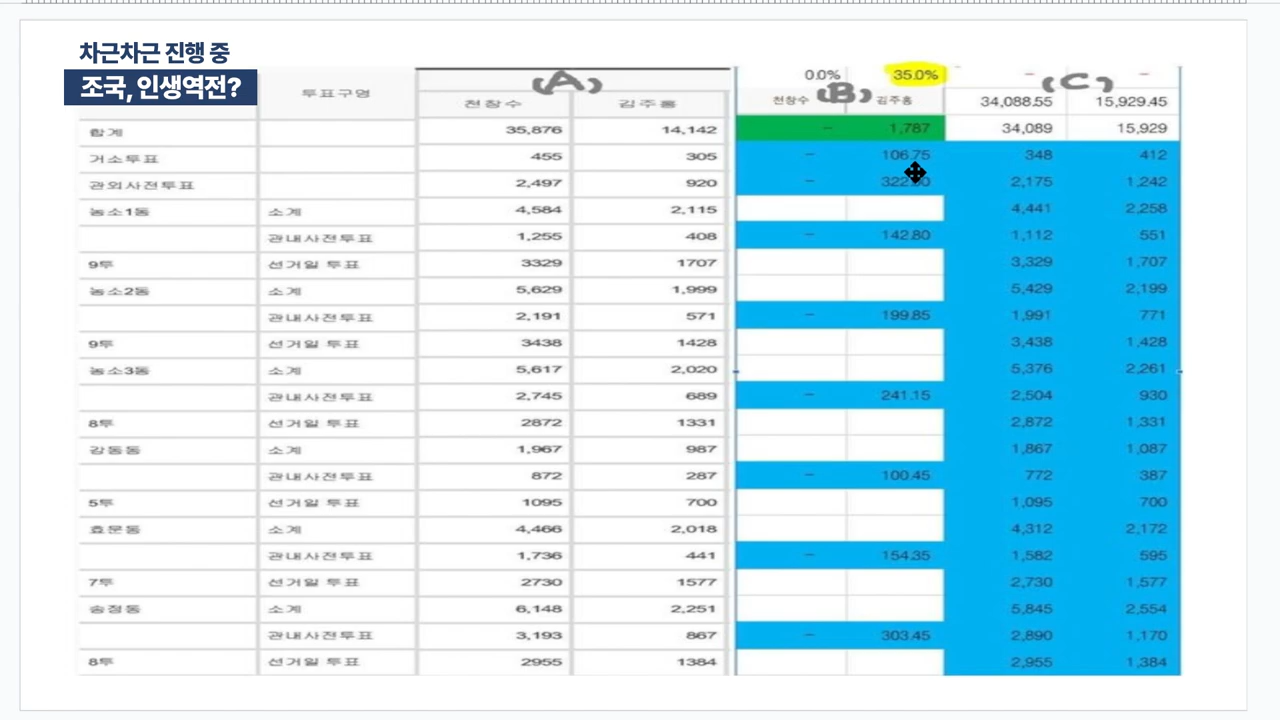 차근차근 진행 중
조국, 인생역전?
(A) (B) (C)
0.0% 35.0% - -
투표구명 천창수 김주홍 천창수 김주홍 34,088.55 15,929.45
합계 35,876 14,142 - 1,787 34,089 15,929
거소투표 455 305 - 106.75 348 412
관외사전투표 2,497 920 - 2,175 1,242
농소1동 소계 4,584 2,115 4,441 2,258
관내사전투표 1,255 408 - 142.80 1,112 551
9투 선거일 투표 3329 1707 3,329 1,707
농소2동 소계 5,629 1,999 5,429 2,199
관내사전투표 2,191 571 - 199.85 1,991 771
9투 선거일 투표 3438 1428 3,438 1,428
농소3동 소계 5,617 2,020 5,376 2,261
관내사전투표 2,745 689 - 241.15 2,504 930
8투 선거일 투표 2872 1331 2,872 1,331
강동동 소계 1,967 987 1,867 1,087
관내사전투표 872 287 - 100.45 772 387
5투 선거일 투표 1095 700 1,095 700
효문동 소계 4,466 2,018 4,312 2,172
관내사전투표 1,736 441 - 154.35 1,582 595
7투 선거일 투표 2730 1577 2,730 1,577
송정동 소계 6,148 2,251 5,845 2,554
관내사전투표 3,193 867 - 303.45 2,890 1,170
8투 선거일 투표 2955 1384 2,955 1,384